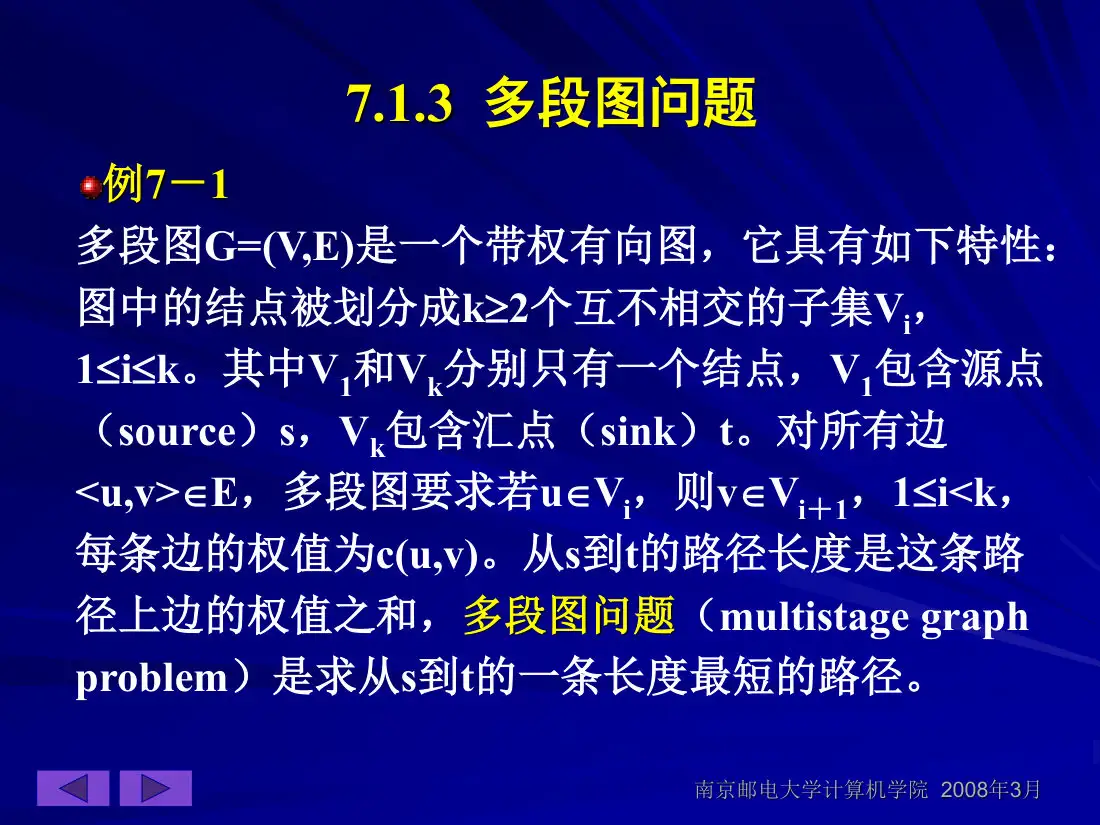 7.1.3 多段图问题
例7－1
多段图G=(V,E)是一个带权有向图，它具有如下特性：
图中的结点被划分成k≥2个互不相交的子集Vi，
1≤i≤k。其中V1和Vk分别只有一个结点，V1包含源点
（source）s，Vk包含汇点（sink）t。对所有边
<u,v>∈E，多段图要求若u∈Vi，则v∈Vi＋1，1≤i<k，
每条边的权值为c(u,v)。从s到t的路径长度是这条路
径上边的权值之和，多段图问题（multistage graph
problem）是求从s到t的一条长度最短的路径。
南京邮电大学计算机学院 2008年3月